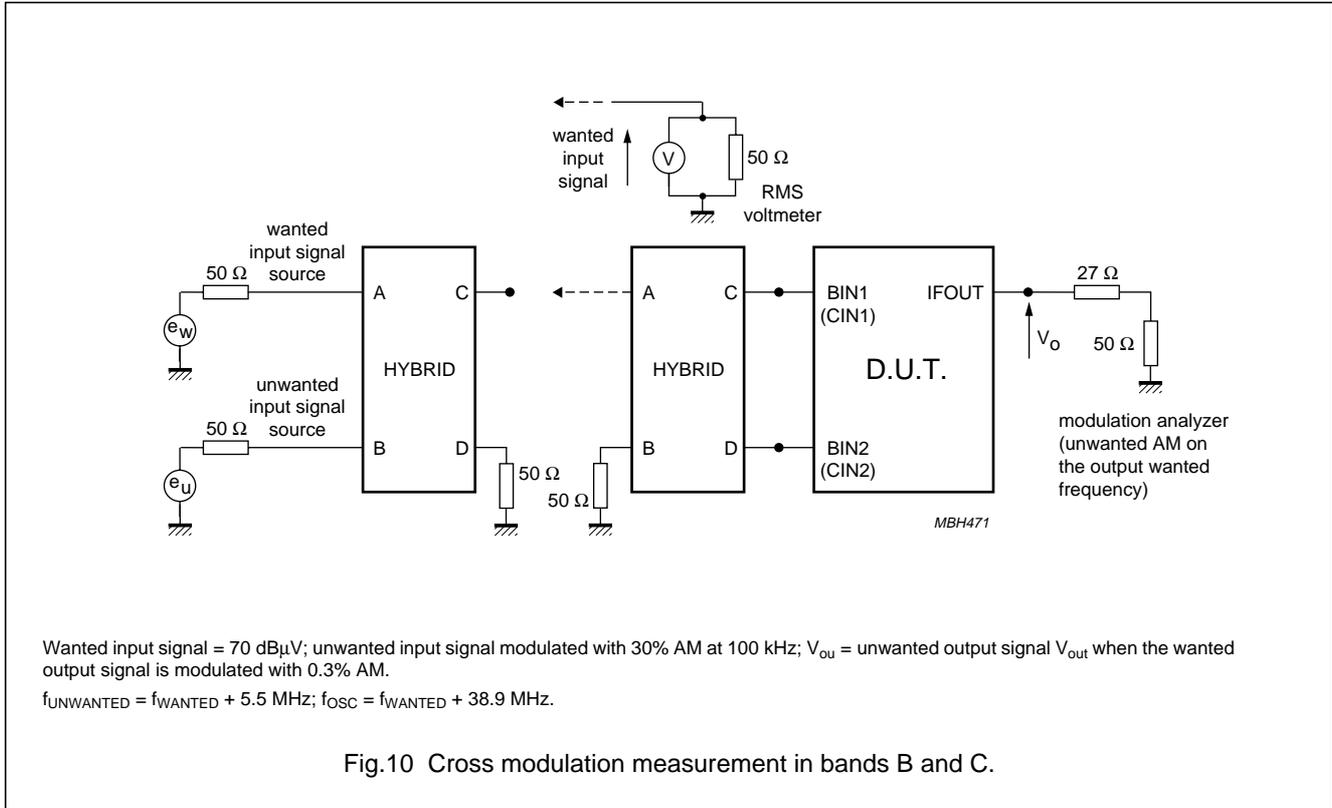 wanted
input
signal
V
50 Ω
RMS
voltmeter
wanted
input signal
source
50 Ω
e_w
A
C
HYBRID
unwanted
input signal
source
50 Ω
e_u
B
D
50 Ω
50 Ω
A
C
HYBRID
B
D
BIN1
(CIN1)
IFOUT
D.U.T.
BIN2
(CIN2)
27 Ω
V_o
50 Ω
modulation analyzer
(unwanted AM on
the output wanted
frequency)
MBH471
Wanted input signal = 70 dBμV; unwanted input signal modulated with 30% AM at 100 kHz; V_ou = unwanted output signal V_out when the wanted
output signal is modulated with 0.3% AM.
f_UNWANTED = f_WANTED + 5.5 MHz; f_OSC = f_WANTED + 38.9 MHz.
Fig.10 Cross modulation measurement in bands B and C.